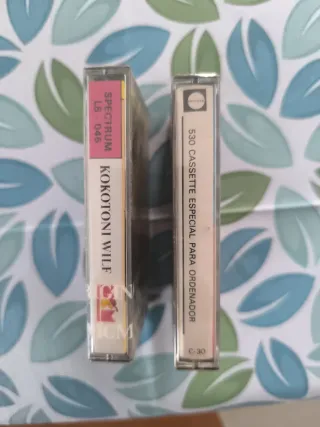 SPECTRUM
LS 046
KOKOTONI WILF
530 CASSETTE ESPECIAL PARA ORDENADOR
C 30